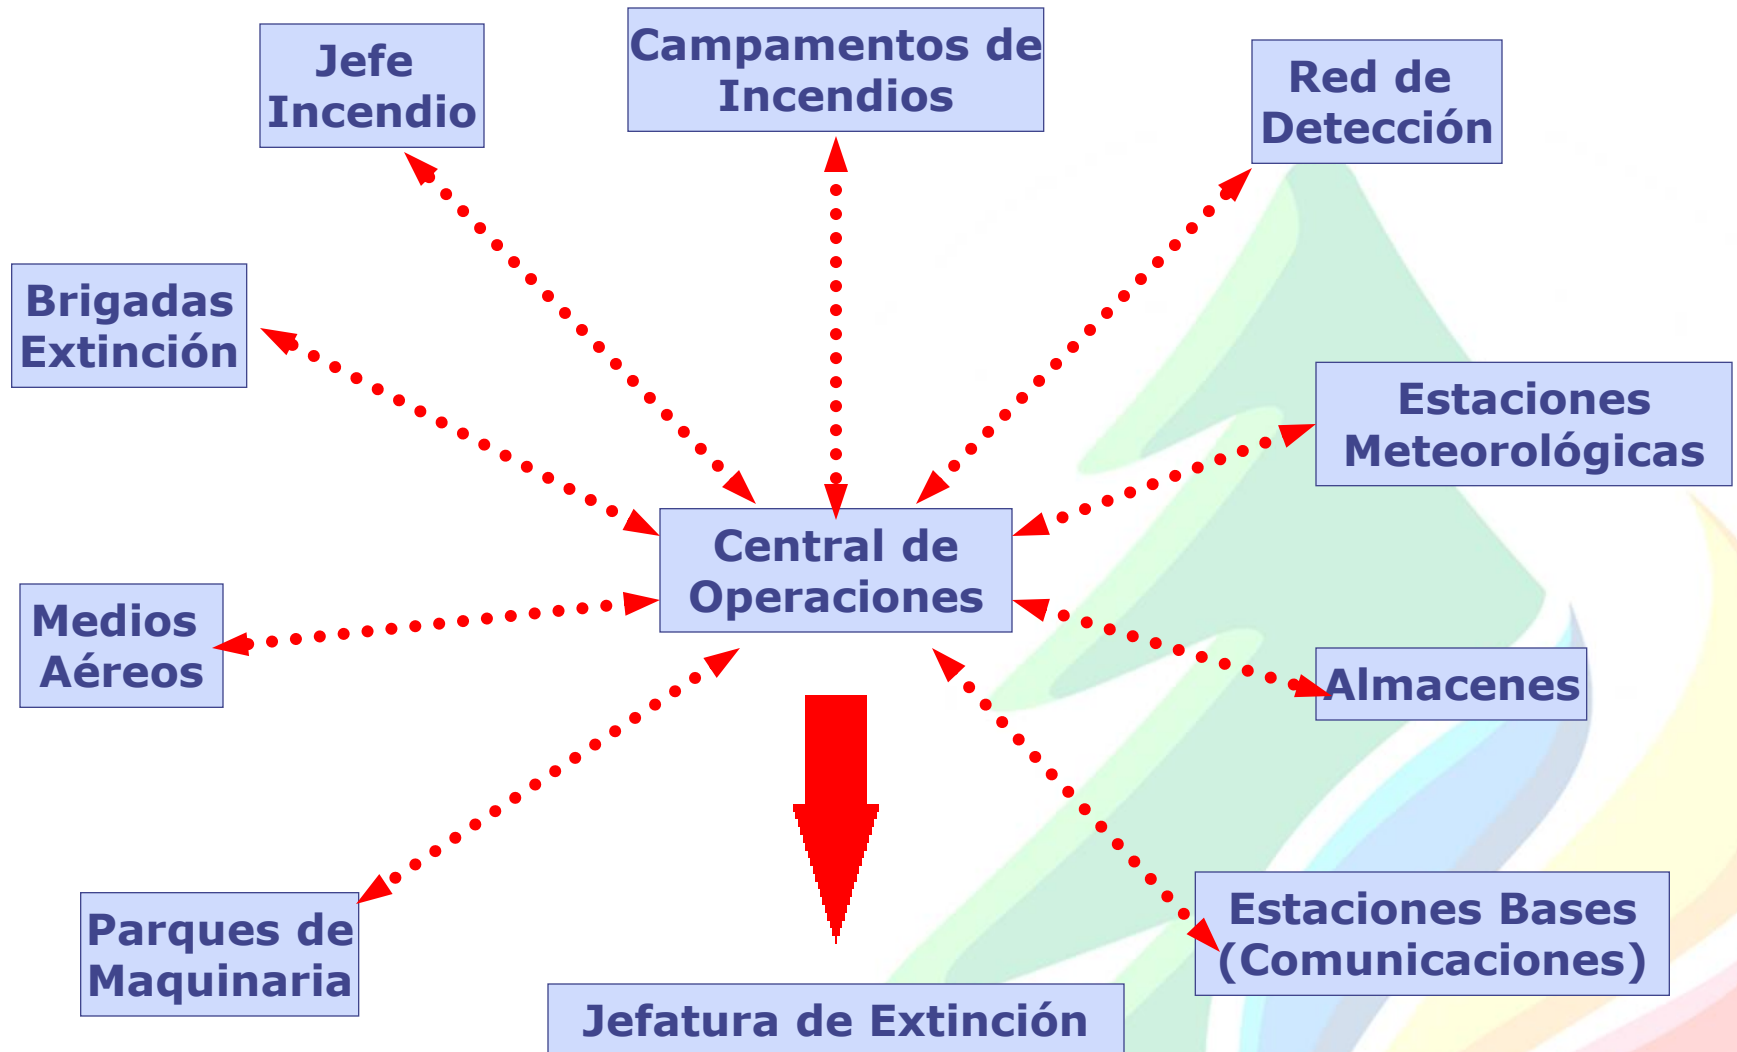 Jefe
Incendio
Campamentos de
Incendios
Red de
Detección
Brigadas
Extinción
Estaciones
Meteorológicas
Central de
Operaciones
Medios
Aéreos
Almacenes
Parques de
Maquinaria
Estaciones Bases
(Comunicaciones)
Jefatura de Extinción